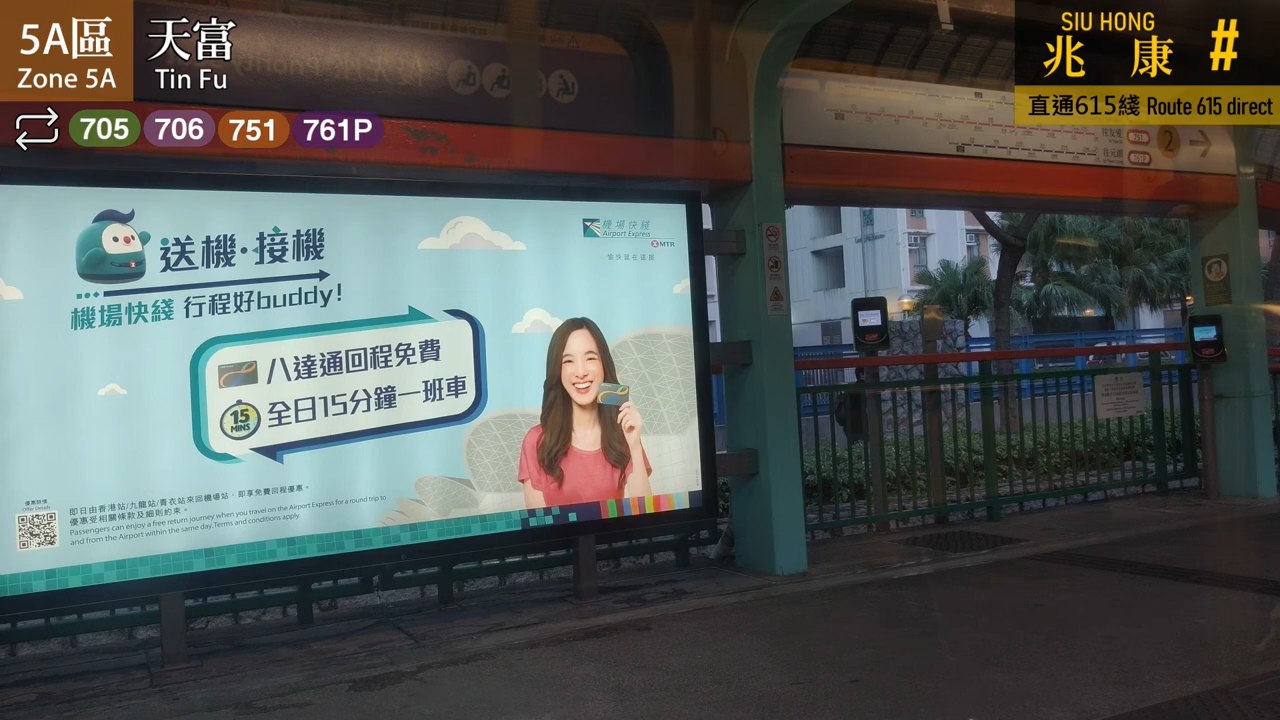 5A區
Zone 5A
天富
Tin Fu
705 706 751 761P
SIU HONG
兆 康
#
直通615綫 Route 615 direct
2
送機·接機
機場快綫 行程好buddy!
機場快綫
Airport Express
MTR
八達通回程免費
15
MINS
全日15分鐘一班車
優惠詳情
Offer Details
即日由香港站/九龍站/青衣站來回機場站，即享免費回程優惠。
優惠受相關條款及細則約束。
Passengers can enjoy a free return journey when you travel on the Airport Express for a round trip to
and from the Airport within the same day. Terms and conditions apply.